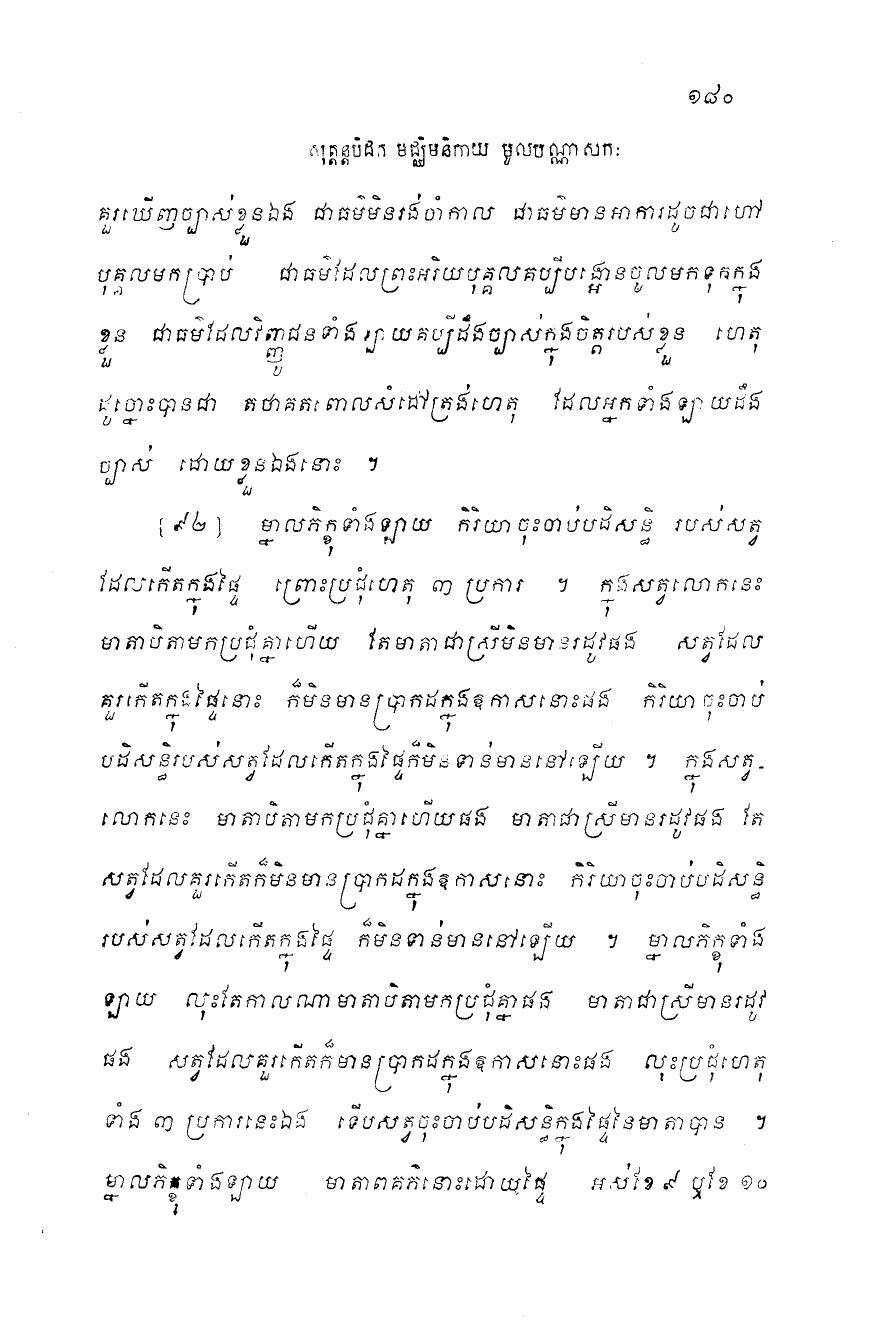 ១៨០
សុត្តន្តបិដក មជ្ឈិមនិកាយ មូលបណ្ណាសកៈ
គួរឃើញច្បាស់ខ្លួនឯង ជាធម៌មិនរង់ចាំកាល ជាធម៌មានអាការដូចជាហៅ
បុគ្គលមកប្រាប់ ជាធម៌ដែលព្រះអរិយបុគ្គលគប្បីបង្អោនចូលមកទុកក្នុង
ខ្លួន ជាធម៌ដែលវិញ្ញូជនទាំងឡាយគប្បីដឹងច្បាស់ក្នុងចិត្តរបស់ខ្លួន ហេតុ
ដូច្នោះបានជា តថាគតពោលសំដៅត្រង់ហេតុ ដែលអ្នកទាំងឡាយដឹង
ច្បាស់ ដោយខ្លួនឯងនោះ ។
[៩២] ម្នាលភិក្ខុទាំងឡាយ កិរិយាចុះចាប់បដិសន្ធិ របស់សត្វ
ដែលកើតក្នុងផ្ទៃ ព្រោះប្រជុំហេតុ ៣ ប្រការ ។ ក្នុងសត្វលោកនេះ
មាតាបិតាមកប្រជុំគ្នាហើយ តែមាតាជាស្រីមិនមានរដូវផង សត្វដែល
គួរកើតក្នុងផ្ទៃនោះ ក៏មិនមានប្រាកដក្នុងឱកាសនោះផង កិរិយាចុះចាប់
បដិសន្ធិរបស់សត្វដែលកើតក្នុងផ្ទៃក៏មិនទាន់មាននៅឡើយ ។ ក្នុងសត្វ-
លោកនេះ មាតាបិតាមកប្រជុំគ្នាហើយផង មាតាជាស្រីមានរដូវផង តែ
សត្វដែលគួរកើតក៏មិនមានប្រាកដក្នុងឱកាសនោះ កិរិយាចុះចាប់បដិសន្ធិ
របស់សត្វដែលកើតក្នុងផ្ទៃ ក៏មិនទាន់មាននៅឡើយ ។ ម្នាលភិក្ខុទាំង
ឡាយ លុះតែកាលណាមាតាបិតាមកប្រជុំគ្នាផង មាតាជាស្រីមានរដូវ
ផង សត្វដែលគួរកើតក៏មានប្រាកដក្នុងឱកាសនោះផង លុះប្រជុំហេតុ
ទាំង ៣ ប្រការនេះឯង ទើបសត្វចុះចាប់បដិសន្ធិក្នុងផ្ទៃនៃមាតាបាន ។
ម្នាលភិក្ខុទាំងឡាយ មាតាពគភ៌នោះដោយផ្ទៃ អស់ខែ ៩ ឬខែ ១០